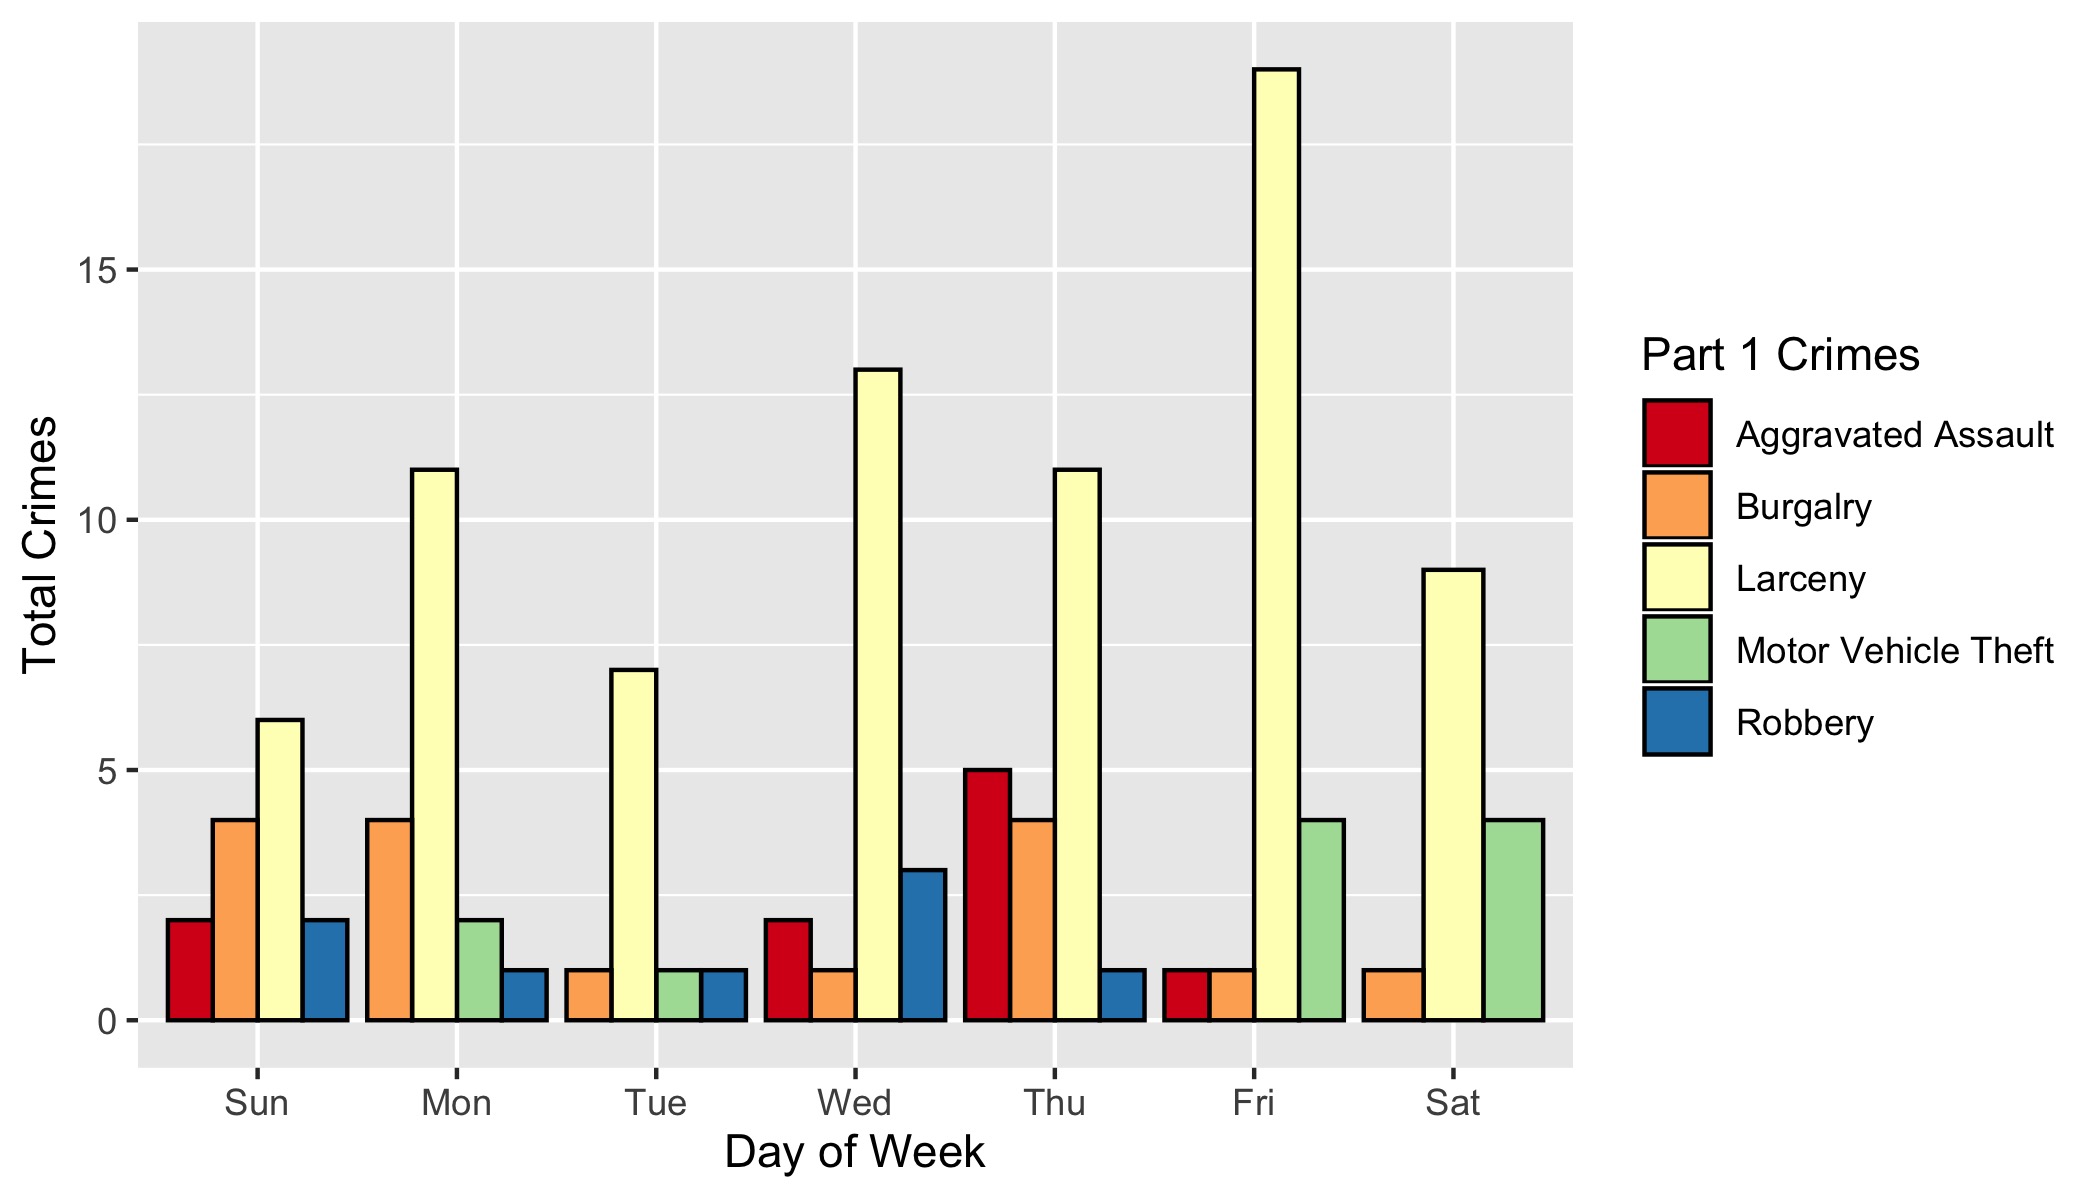 Total Crimes
15
10
5
0
Sun Mon Tue Wed Thu Fri Sat
Day of Week
Part 1 Crimes
Aggravated Assault
Burgalry
Larceny
Motor Vehicle Theft
Robbery